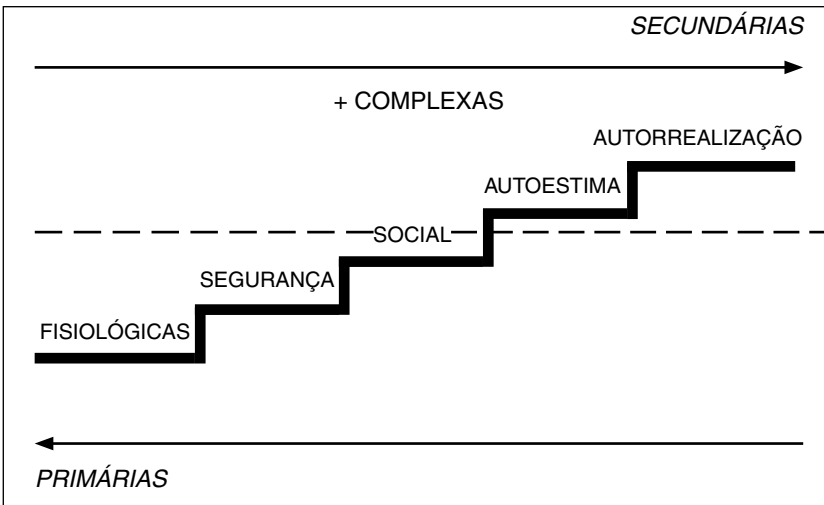 SECUNDÁRIAS
+ COMPLEXAS
AUTORREALIZAÇÃO
AUTOESTIMA
SOCIAL
SEGURANÇA
FISIOLÓGICAS
PRIMÁRIAS